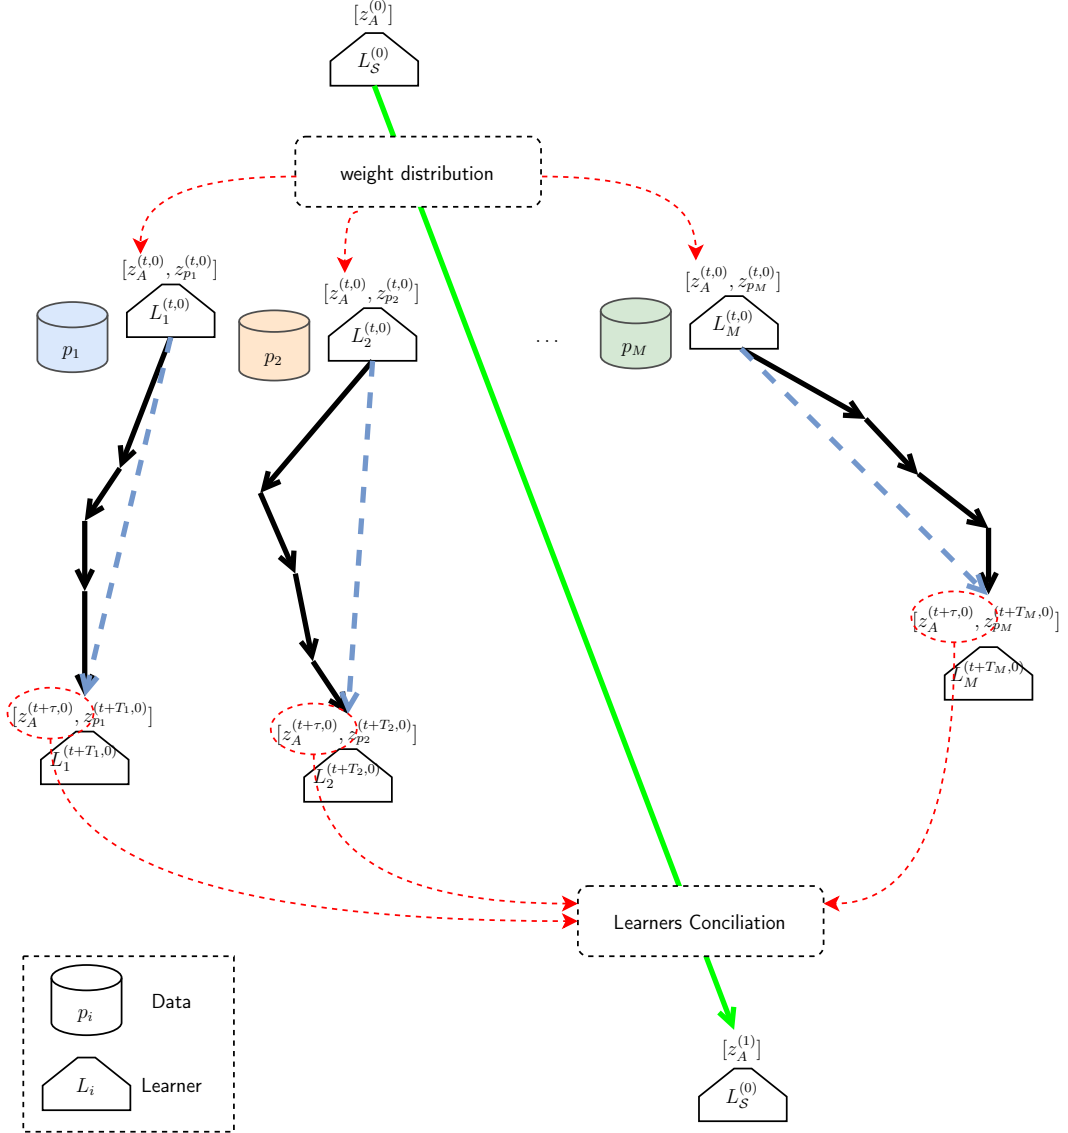 [z_A^{(0)}]
L_𝒮^{(0)}
weight distribution
[z_A^{(t,0)}, z_{p_1}^{(t,0)}]
L_1^{(t,0)}
p_1
[z_A^{(t,0)}, z_{p_2}^{(t,0)}]
L_2^{(t,0)}
p_2
...
[z_A^{(t,0)}, z_{p_M}^{(t,0)}]
L_M^{(t,0)}
p_M
[z_A^{(t+τ,0)}, z_{p_1}^{(t+T_1,0)}]
L_1^{(t+T_1,0)}
[z_A^{(t+τ,0)}, z_{p_2}^{(t+T_2,0)}]
L_2^{(t+T_2,0)}
[z_A^{(t+τ,0)}, z_{p_M}^{(t+T_M,0)}]
L_M^{(t+T_M,0)}
Learners Conciliation
[z_A^{(1)}]
L_𝒮^{(0)}
p_i
Data
L_i
Learner